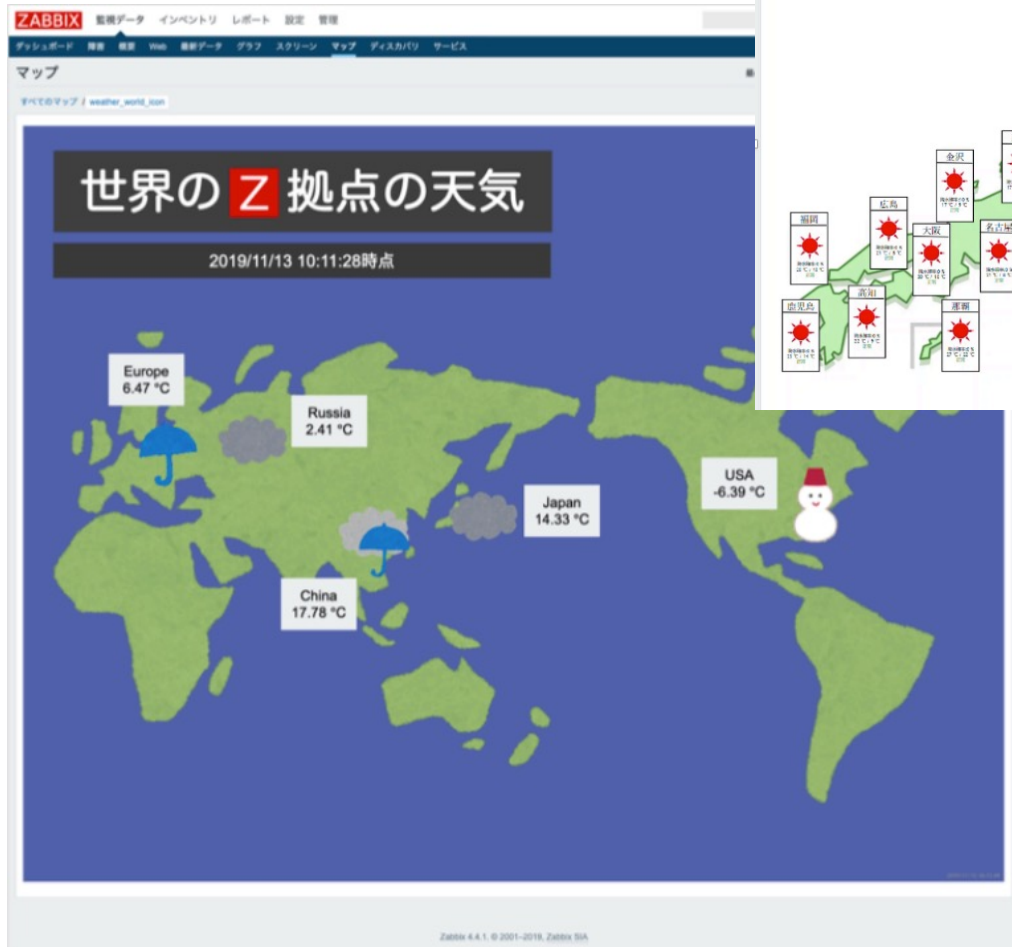 ZABBIX 監視データ インベントリ レポート 設定 管理
ダッシュボード 障害 概要 Web 最新データ グラフ スクリーン マップ ディスカバリ サービス
マップ
すべてのマップ / weather_world_icon
世界の Z 拠点の天気
2019/11/13 10:11:28時点
Europe
6.47 °C
Russia
2.41 °C
USA
-6.39 °C
Japan
14.33 °C
China
17.78 °C
金沢
広島
福岡
大阪
名古屋
高知
鹿児島
那覇
Zabbix 4.4.1. © 2001–2019, Zabbix SIA